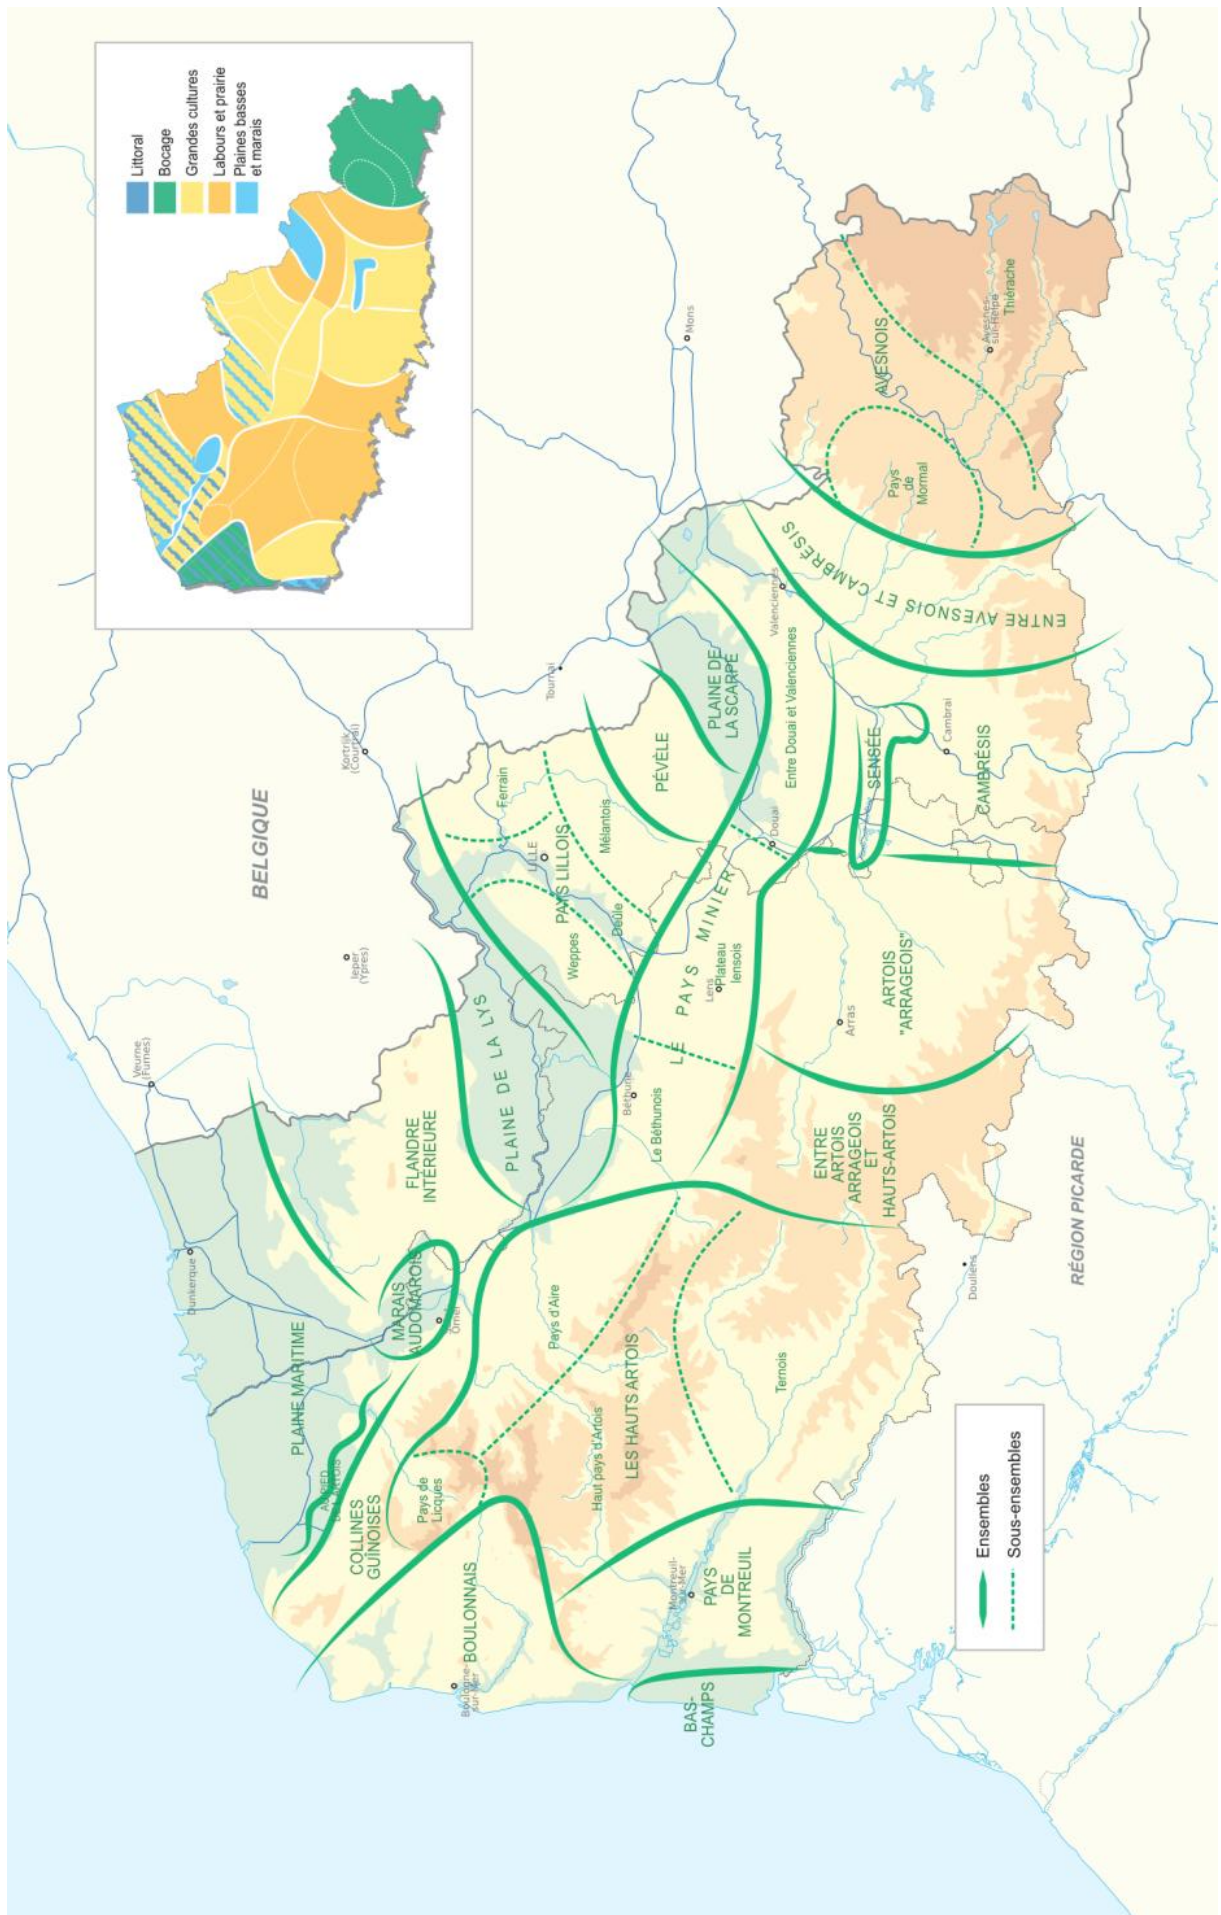 Littoral
Bocage
Grandes cultures
Labours et prairie
Plaines basses
et marais
BELGIQUE
Veurne
(Furnes)
Ieper
(Ypres)
Kortrijk
(Courtrai)
Tournai
Mons
Dunkerque
PLAINE MARITIME
MARAIS
AUDOMAROIS
Omer
FLANDRE
INTÉRIEURE
PLAINE DE LA LYS
COLLINES
GUÎNOISES
Pays de
Licques
BOULONNAIS
Boulogne-
sur-Mer
Pays d'Aire
Haut pays d'Artois
LES HAUTS ARTOIS
Ternois
Montreuil-
sur-Mer
PAYS
DE
MONTREUIL
BAS-
CHAMPS
Ferrain
LILLE
PAYS LILLOIS
Mélantois
Weppes
Deûle
PÉVÈLE
PLAINE DE
LA SCARPE
Béthune
Le Béthunois
LE PAYS MINIER
Lens
Plateau
lensois
Douai
Entre Douai et Valenciennes
Valenciennes
ENTRE
ARTOIS
ARRAGEOIS
ET
HAUTS-ARTOIS
Arras
ARTOIS
"ARRAGEOIS"
SENSÉE
Cambrai
CAMBRÉSIS
ENTRE AVESNOIS ET CAMBRÉSIS
Pays
de
Mormal
AVESNOIS
Avesnes-
sur-Helpe
Thiérache
Doullens
RÉGION PICARDE
Ensembles
Sous-ensembles